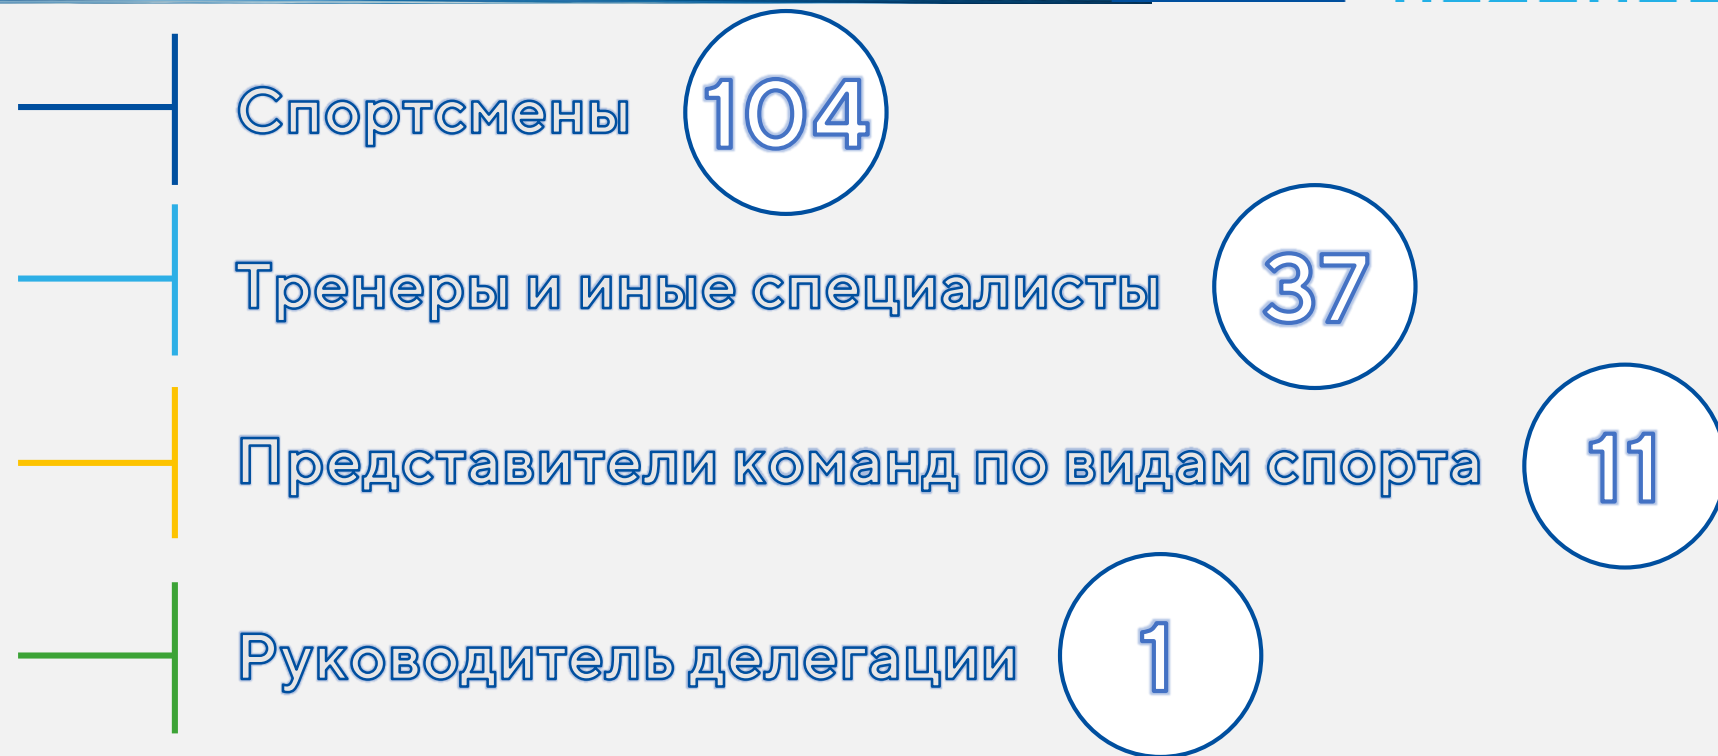 Спортсмены 104
Тренеры и иные специалисты 37
Представители команд по видам спорта 11
Руководитель делегации 1